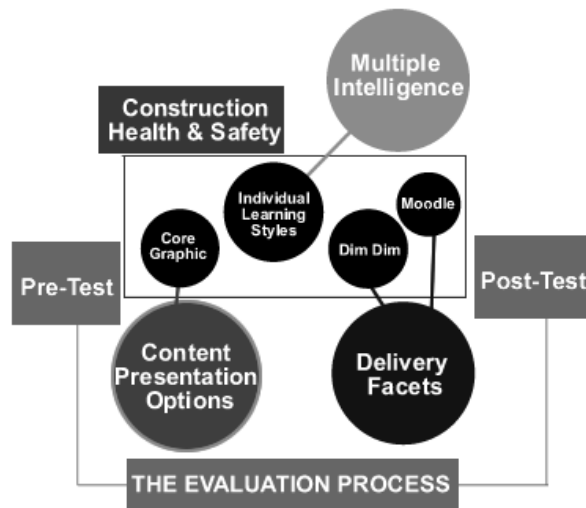 Multiple
Intelligence
Construction
Health & Safety
Individual
Learning
Styles
Moodle
Core
Graphic
Dim Dim
Pre-Test
Post-Test
Content
Presentation
Options
Delivery
Facets
THE EVALUATION PROCESS